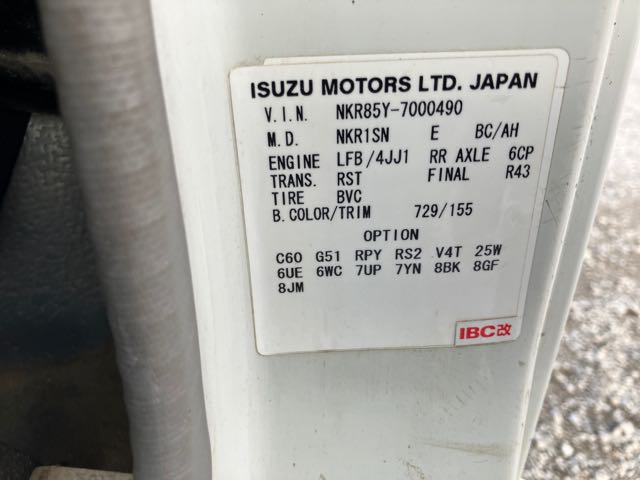 ISUZU MOTORS LTD. JAPAN
V.I.N. NKR85Y-7000490
M.D. NKR1SN E BC/AH
ENGINE LFB/4JJ1 RR AXLE 6CP
TRANS. RST FINAL R43
TIRE BVC
B.COLOR/TRIM 729/155
OPTION
C60 G51 RPY RS2 V4T 25W
6UE 6WC 7UP 7YN 8BK 8GF
8JM
IBC改